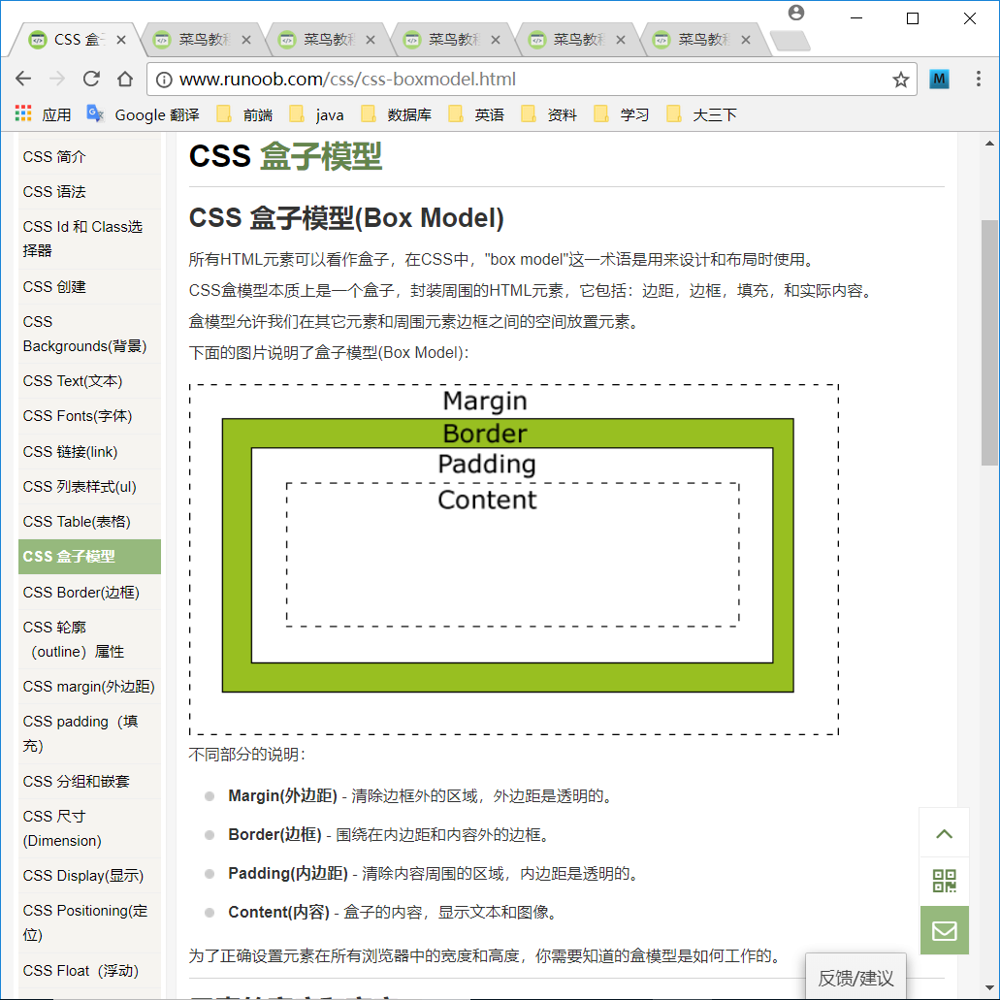 CSS 盒子
菜鸟教程
菜鸟教程
菜鸟教程
菜鸟教程
菜鸟教程
www.runoob.com/css/css-boxmodel.html
M
应用
Google 翻译
前端
java
数据库
英语
资料
学习
大三下
CSS 简介
CSS 语法
CSS Id 和 Class选
择器
CSS 创建
CSS
Backgrounds(背景)
CSS Text(文本)
CSS Fonts(字体)
CSS 链接(link)
CSS 列表样式(ul)
CSS Table(表格)
CSS 盒子模型
CSS Border(边框)
CSS 轮廓
（outline）属性
CSS margin(外边距)
CSS padding（填
充）
CSS 分组和嵌套
CSS 尺寸
(Dimension)
CSS Display(显示)
CSS Positioning(定
位)
CSS Float（浮动）
CSS 盒子模型
CSS 盒子模型(Box Model)
所有HTML元素可以看作盒子，在CSS中，"box model"这一术语是用来设计和布局时使用。
CSS盒模型本质上是一个盒子，封装周围的HTML元素，它包括：边距，边框，填充，和实际内容。
盒模型允许我们在其它元素和周围元素边框之间的空间放置元素。
下面的图片说明了盒子模型(Box Model)：
Margin
Border
Padding
Content
不同部分的说明：
Margin(外边距) - 清除边框外的区域，外边距是透明的。
Border(边框) - 围绕在内边距和内容外的边框。
Padding(内边距) - 清除内容周围的区域，内边距是透明的。
Content(内容) - 盒子的内容，显示文本和图像。
为了正确设置元素在所有浏览器中的宽度和高度，你需要知道的盒模型是如何工作的。
反馈/建议